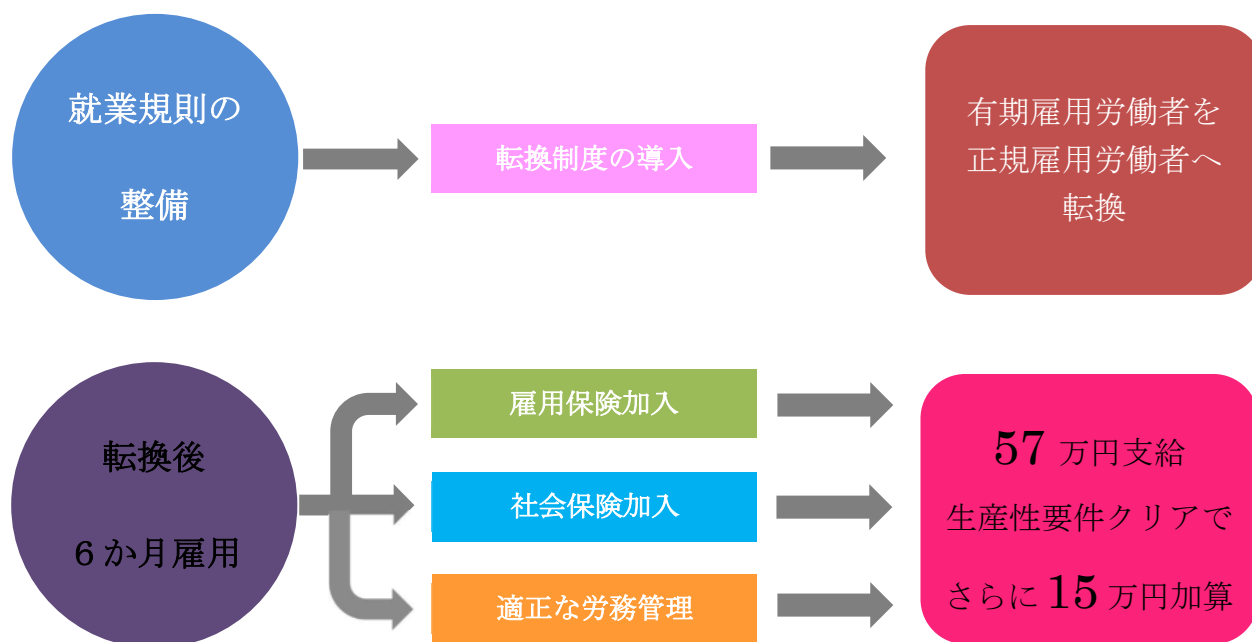 就業規則の
整備
転換制度の導入
有期雇用労働者を
正規雇用労働者へ
転換
転換後
６か月雇用
雇用保険加入
社会保険加入
適正な労務管理
57 万円支給
生産性要件クリアで
さらに 15 万円加算